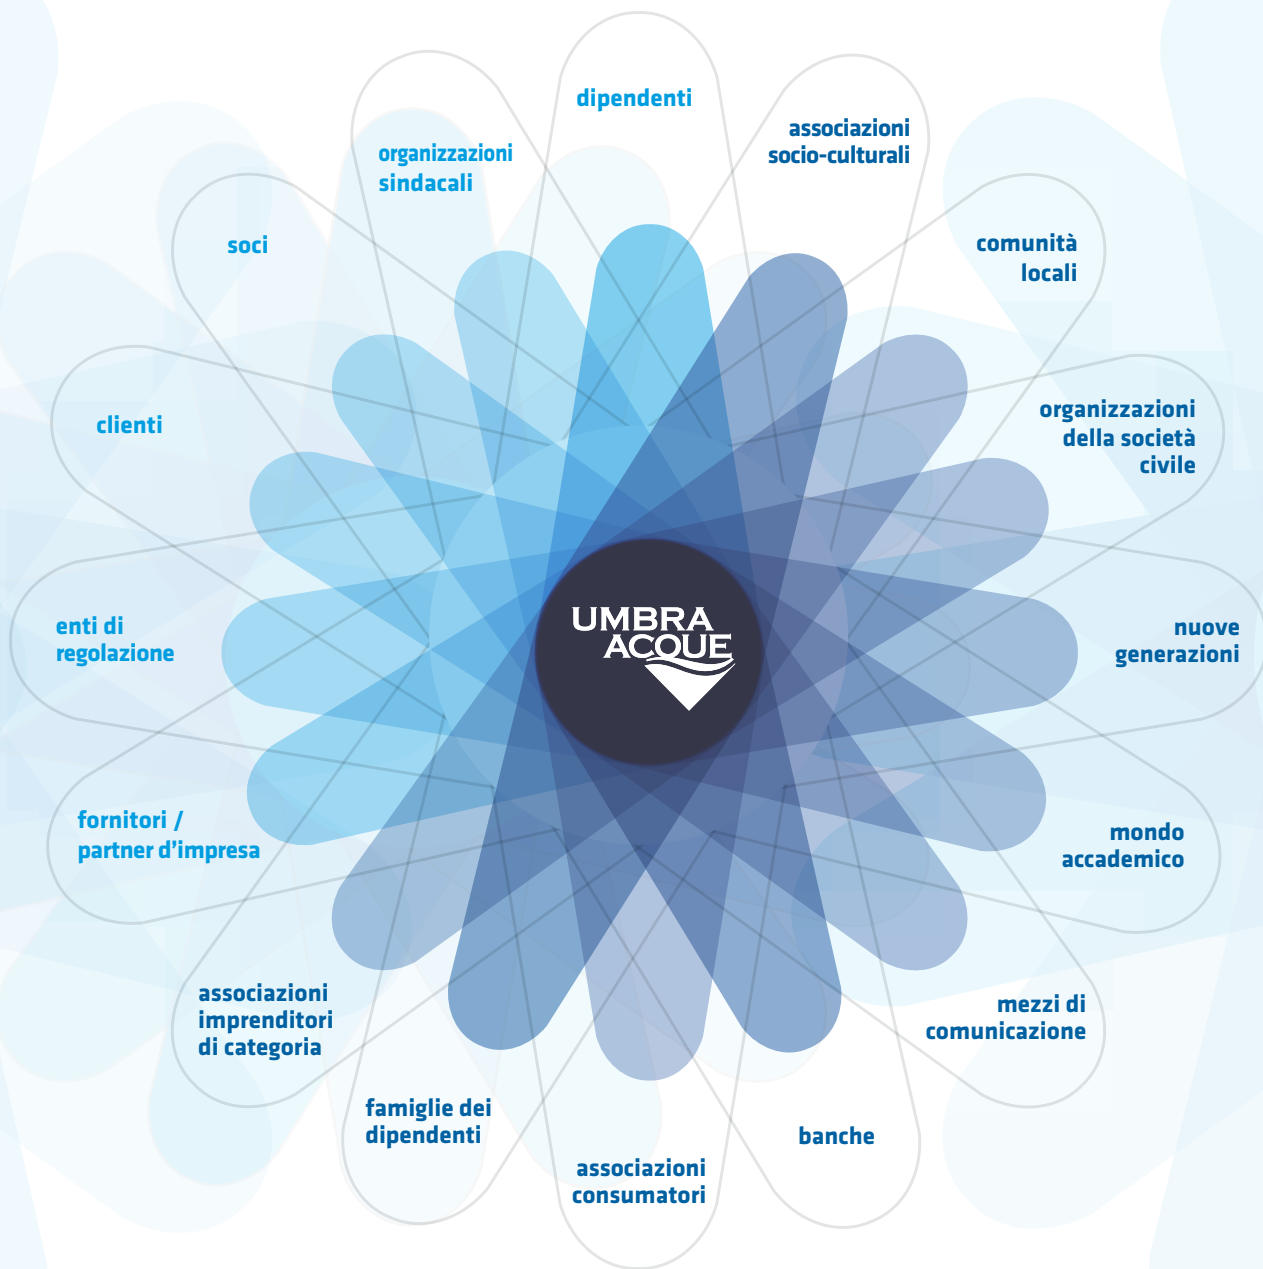 dipendenti
associazioni
socio-culturali
organizzazioni
sindacali
soci
comunità
locali
clienti
organizzazioni
della società
civile
enti di
regolazione
UMBRA
ACQUE
nuove
generazioni
fornitori /
partner d’impresa
mondo
accademico
associazioni
imprenditori
di categoria
mezzi di
comunicazione
famiglie dei
dipendenti
banche
associazioni
consumatori